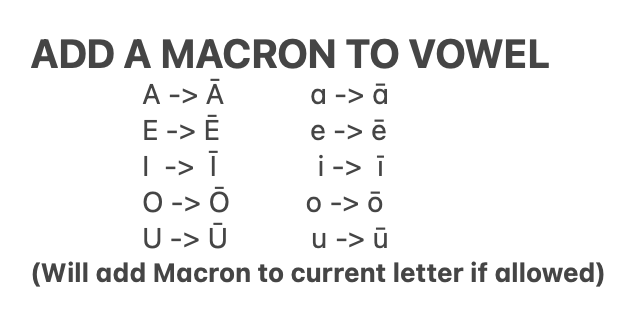 ADD A MACRON TO VOWEL
A -> Ā a -> ā
E -> Ē e -> ē
I -> Ī i -> ī
O -> Ō o -> ō
U -> Ū u -> ū
(Will add Macron to current letter if allowed)